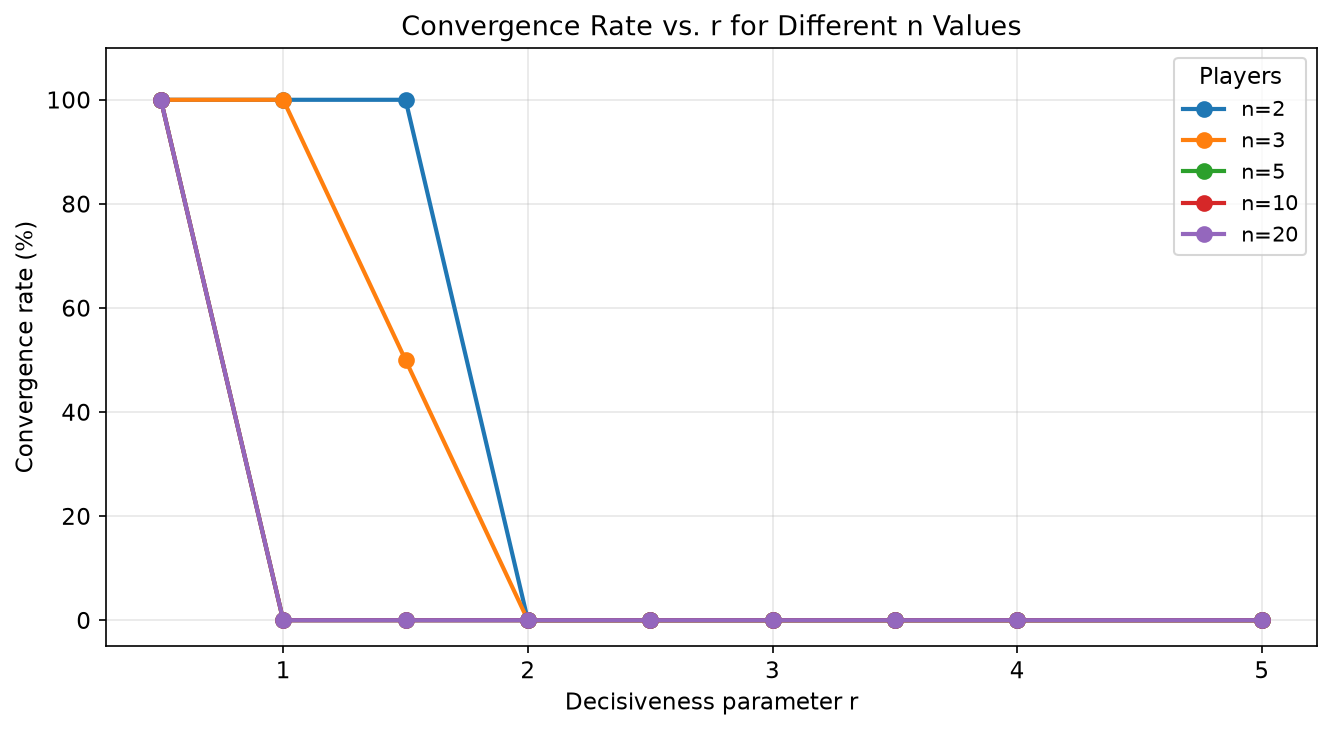 Convergence Rate vs. r for Different n Values
Players
n=2
n=3
n=5
n=10
n=20
Convergence rate (%)
100
80
60
40
20
0
1 2 3 4 5
Decisiveness parameter r